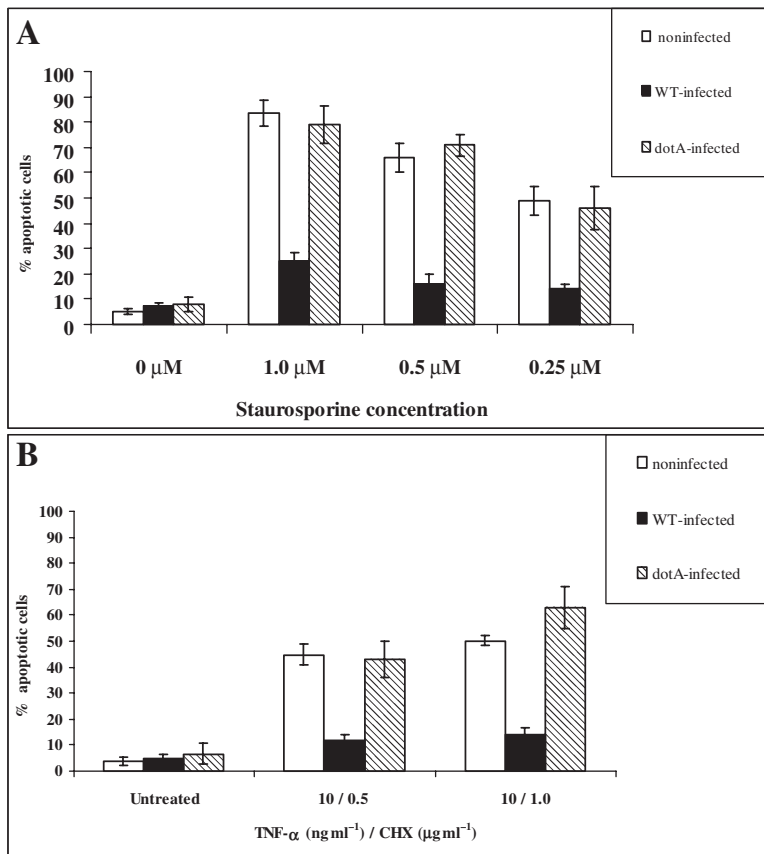 A
noninfected
WT-infected
dotA-infected
100
90
80
70
60
50
40
30
20
10
0
% apoptotic cells
0 μM 1.0 μM 0.5 μM 0.25 μM
Staurosporine concentration
B
noninfected
WT-infected
dotA-infected
100
90
80
70
60
50
40
30
20
10
0
% apoptotic cells
Untreated 10 / 0.5 10 / 1.0
TNF-α (ng ml⁻¹) / CHX (μg ml⁻¹)